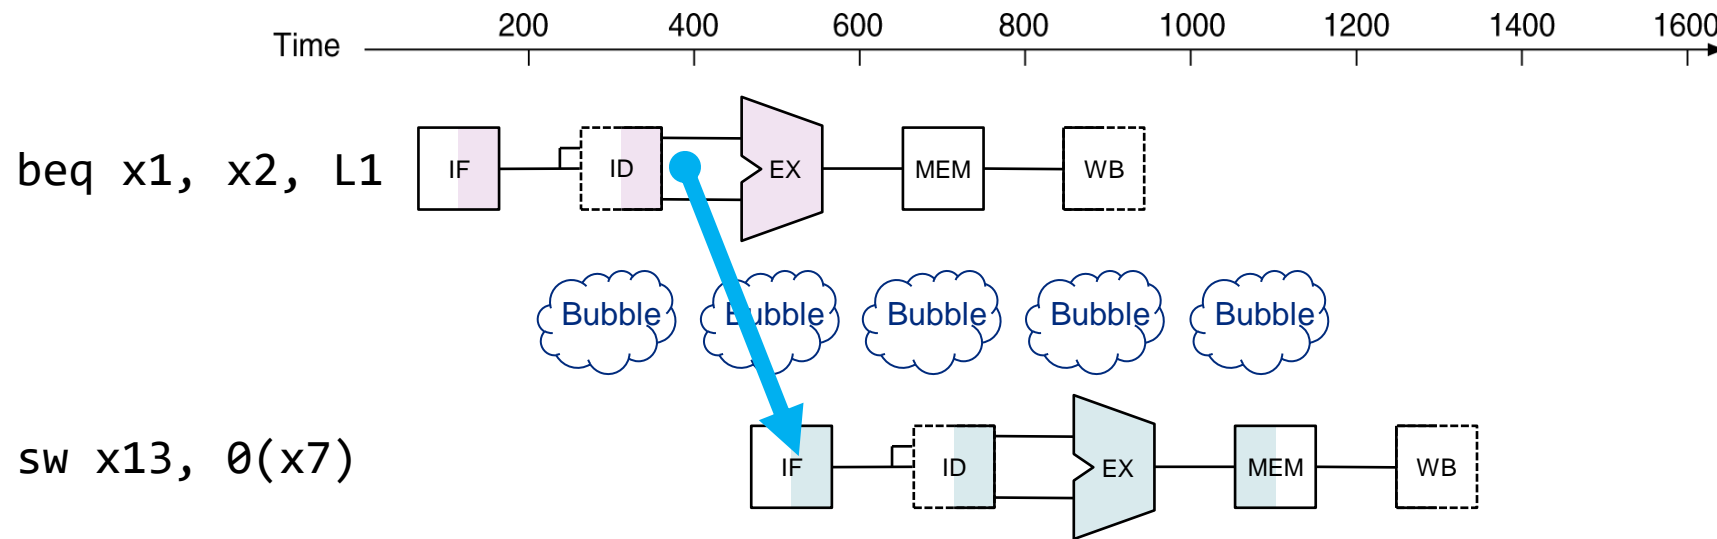 Time 200 400 600 800 1000 1200 1400 1600
beq x1, x2, L1 IF ID EX MEM WB
Bubble Bubble Bubble Bubble Bubble
sw x13, 0(x7) IF ID EX MEM WB